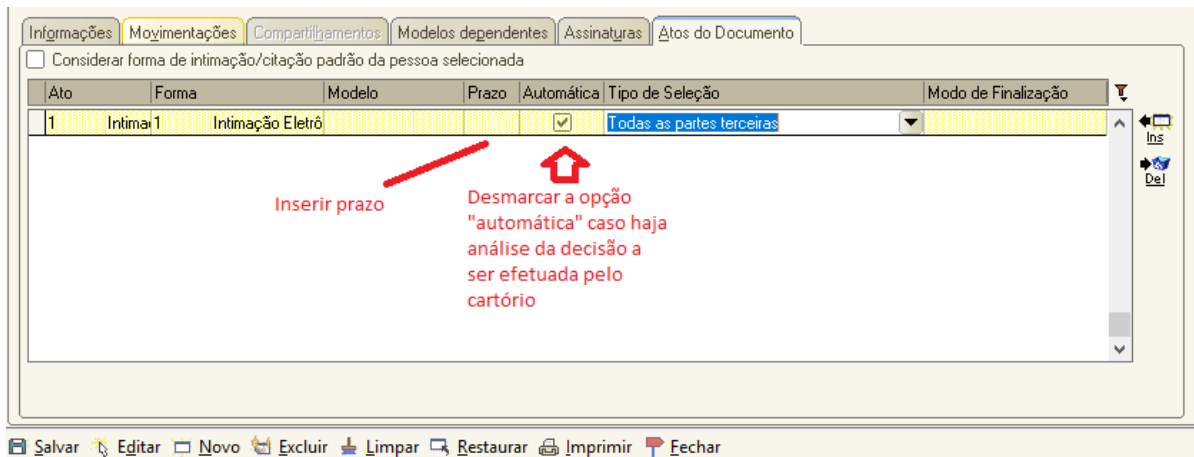 Informações Movimentações Compartilhamentos Modelos dependentes Assinaturas Atos do Documento
Considerar forma de intimação/citação padrão da pessoa selecionada
Ato Forma Modelo Prazo Automática Tipo de Seleção Modo de Finalização
1 Intima 1 Intimação Eletrô Todas as partes terceiras
Ins
Del
Inserir prazo
Desmarcar a opção
"automática" caso haja
análise da decisão a
ser efetuada pelo
cartório
Salvar Editar Novo Excluir Limpar Restaurar Imprimir Fechar